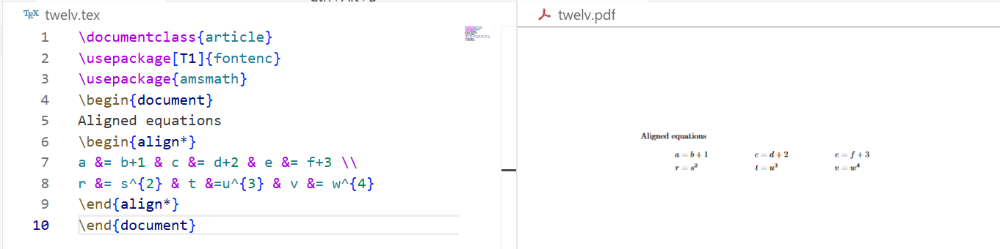 TEX twelv.tex
1 \documentclass{article}
2 \usepackage[T1]{fontenc}
3 \usepackage{amsmath}
4 \begin{document}
5 Aligned equations
6 \begin{align*}
7 a &= b+1 & c &= d+2 & e &= f+3 \\
8 r &= s^{2} & t &=u^{3} & v &= w^{4}
9 \end{align*}
10 \end{document}
twelv.pdf
Aligned equations
a = b + 1 c = d + 2 e = f + 3
r = s² t = u³ v = w⁴